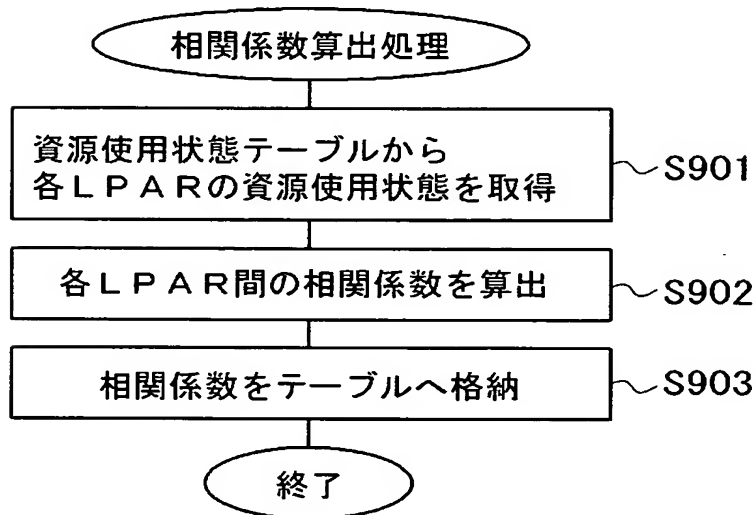 相関係数算出処理
資源使用状態テーブルから
各LPARの資源使用状態を取得
S901
各LPAR間の相関係数を算出
S902
相関係数をテーブルへ格納
S903
終了